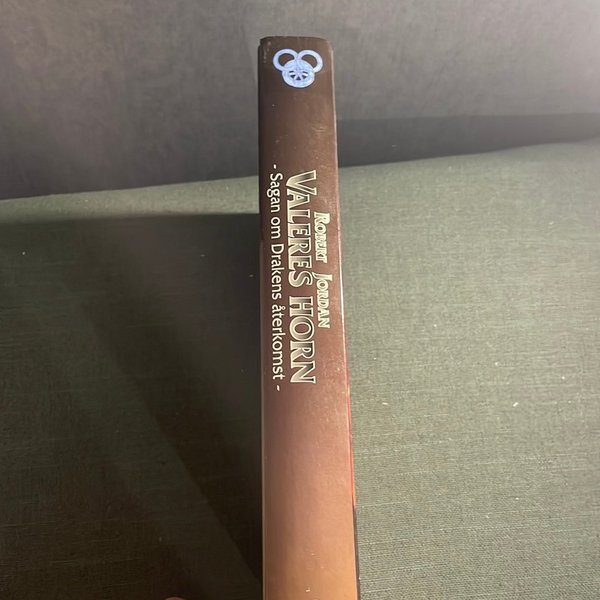 ROBERT JORDAN
VALERES HORN
- Sagan om Drakens återkomst -